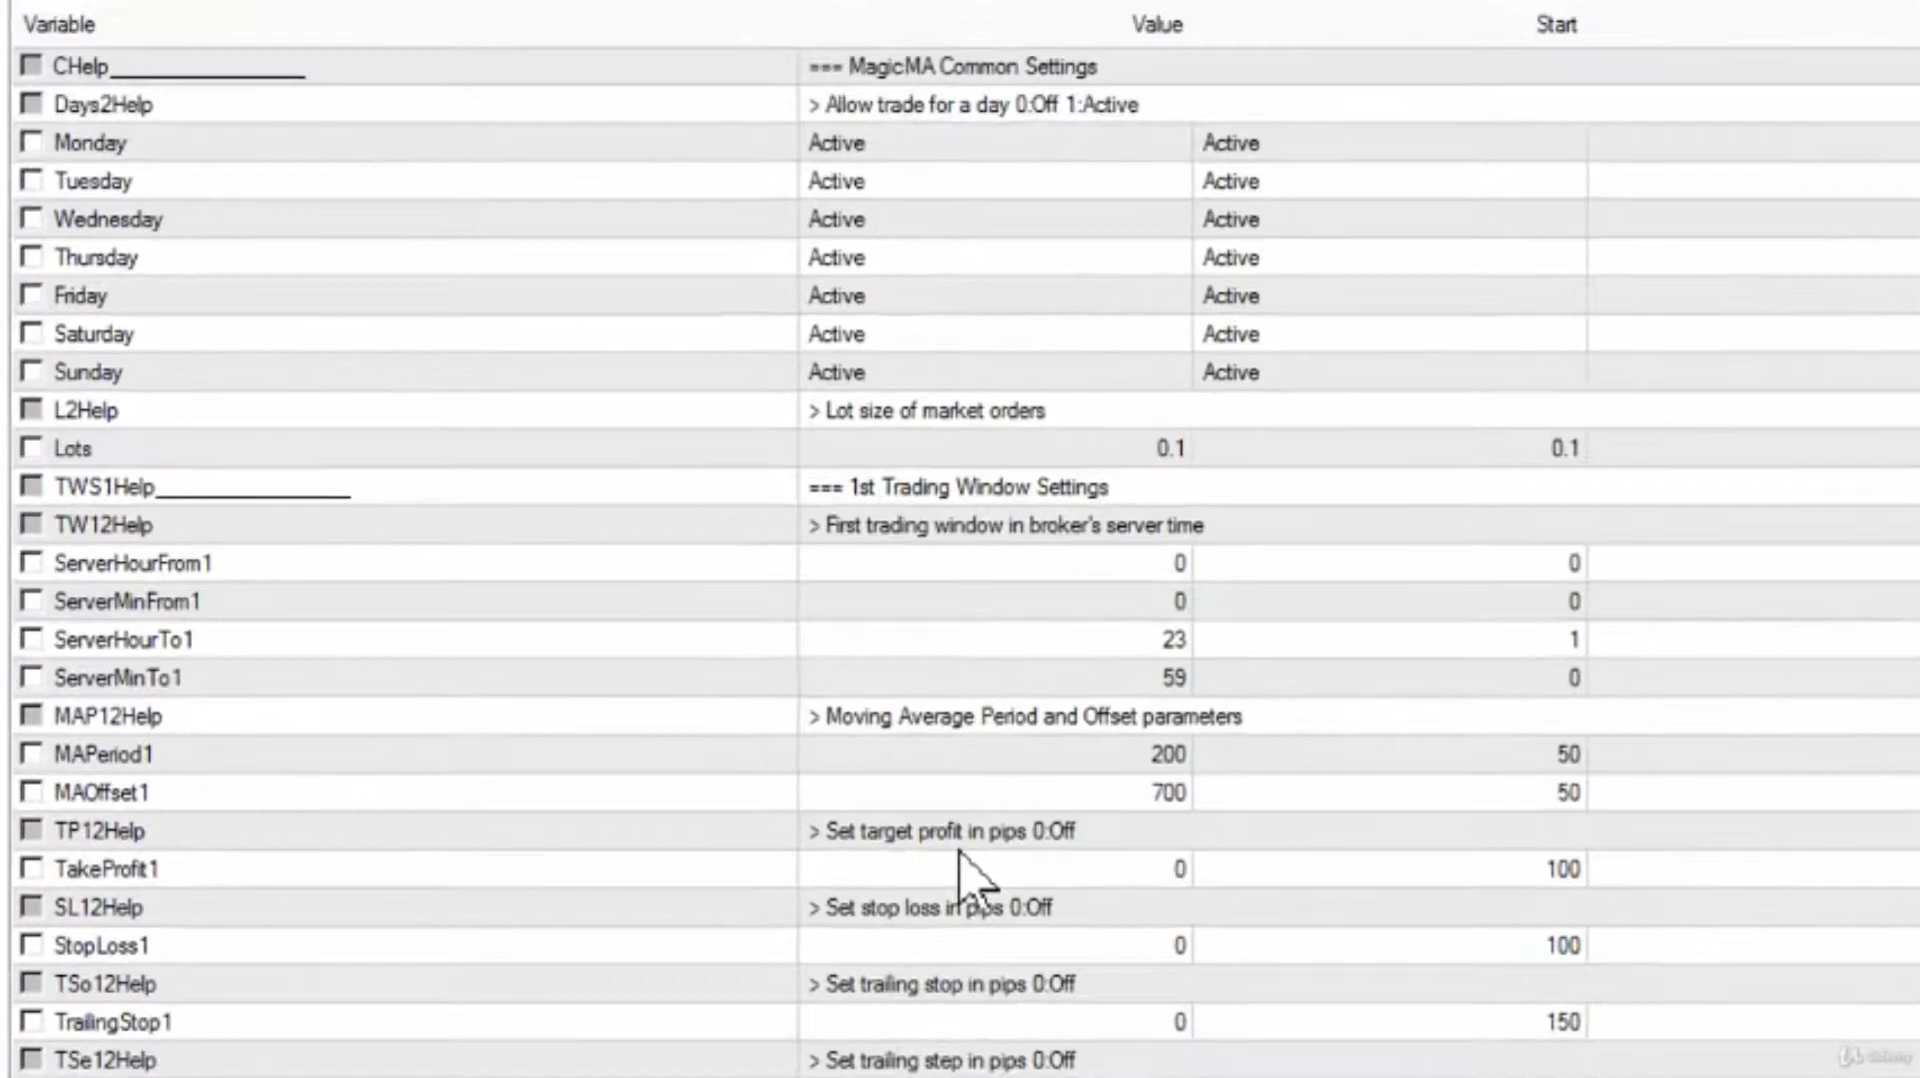 Variable Value Start
CHelp_________________ === MagicMA Common Settings
Days2Help > Allow trade for a day 0:Off 1:Active
Monday Active Active
Tuesday Active Active
Wednesday Active Active
Thursday Active Active
Friday Active Active
Saturday Active Active
Sunday Active Active
L2Help > Lot size of market orders
Lots 0.1 0.1
TWS1Help_________________ === 1st Trading Window Settings
TW12Help > First trading window in broker's server time
ServerHourFrom1 0 0
ServerMinFrom1 0 0
ServerHourTo1 23 1
ServerMinTo1 59 0
MAP12Help > Moving Average Period and Offset parameters
MAPeriod1 200 50
MAOffset1 700 50
TP12Help > Set target profit in pips 0:Off
TakeProfit1 0 100
SL12Help > Set stop loss in pips 0:Off
StopLoss1 0 100
TSo12Help > Set trailing stop in pips 0:Off
TrailingStop1 0 150
TSe12Help > Set trailing step in pips 0:Off